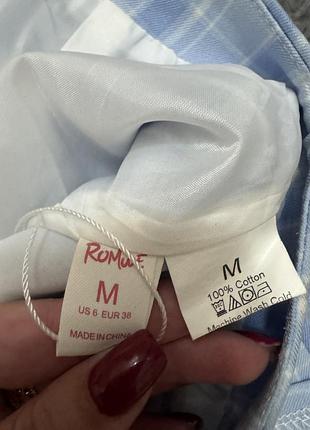 ROMWE
M
US 6 EUR 38
MADE IN CHINA
M
100% Cotton
Machine Wash Cold